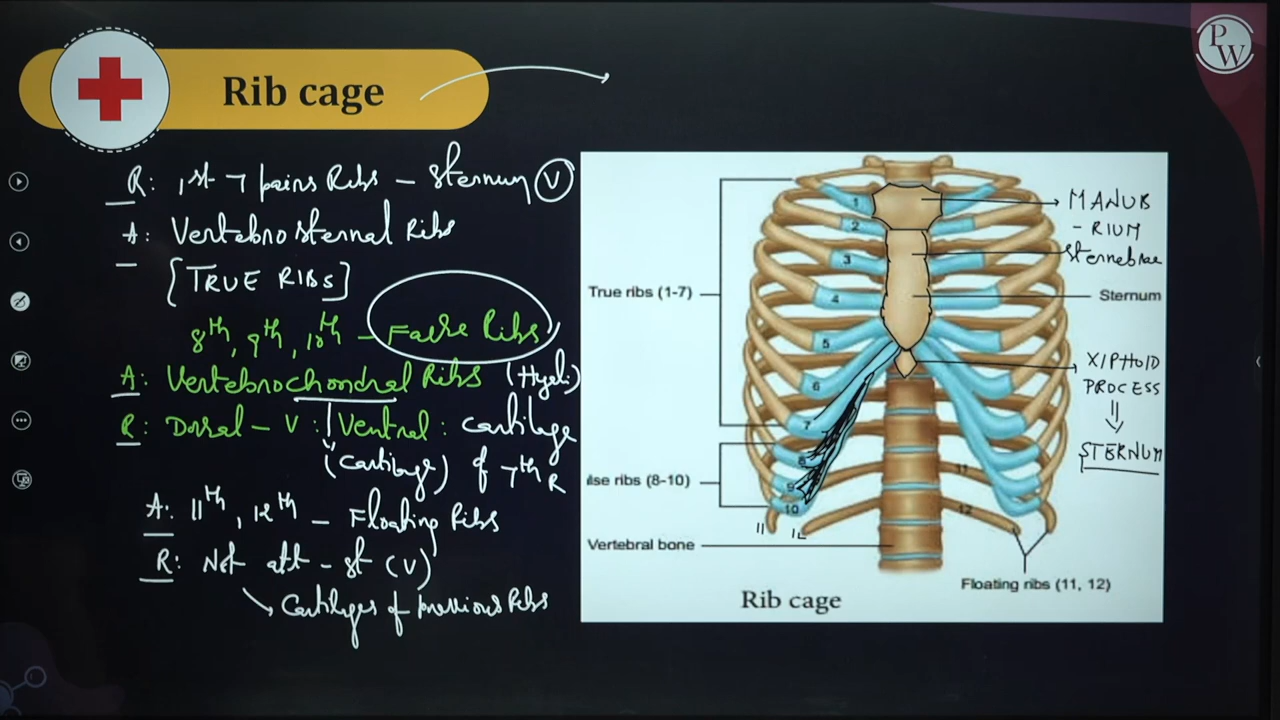 PW
Rib cage
R: 1st 7 pairs Ribs - Sternum (V)
A: Vertebrosternal Ribs
[TRUE RIBS]
8th, 9th, 10th - False Ribs
A: Vertebrochondral Ribs (Hyali)
R: Dorsal - V : Ventral : Cartilage
(Cartilage) of 7th R
A: 11th, 12th - Floating Ribs
R: Not att - st (V)
Cartilages of previous Ribs
1
2
3
4
5
6
7
8
9
10
11
12
11
12
True ribs (1-7)
lse ribs (8-10)
Vertebral bone
MANUB
- RIUM
Sternebrae
Sternum
XIPHOID
PROCESS
STERNUM
Floating ribs (11, 12)
Rib cage